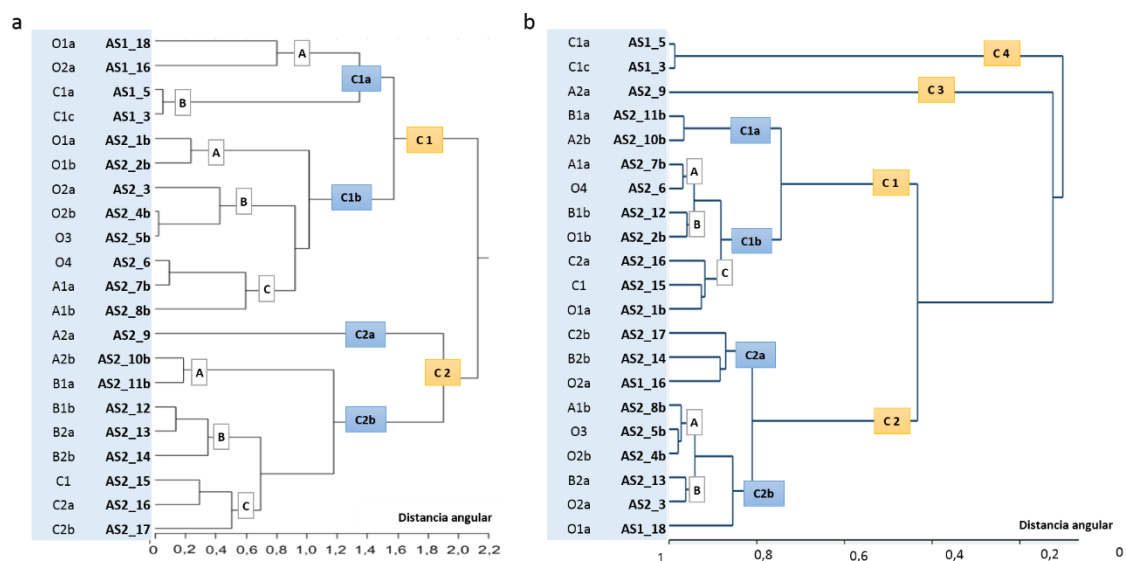 a
O1a AS1_18
O2a AS1_16
C1a AS1_5
C1c AS1_3
O1a AS2_1b
O1b AS2_2b
O2a AS2_3
O2b AS2_4b
O3 AS2_5b
O4 AS2_6
A1a AS2_7b
A1b AS2_8b
A2a AS2_9
A2b AS2_10b
B1a AS2_11b
B1b AS2_12
B2a AS2_13
B2b AS2_14
C1 AS2_15
C2a AS2_16
C2b AS2_17
A
C1a
B
C 1
A
B
C1b
C
C2a
C 2
A
C2b
B
C
Distancia angular
0 0,2 0,4 0,6 0,8 1,0 1,2 1,4 1,6 1,8 2,0 2,2
b
C1a AS1_5
C1c AS1_3
A2a AS2_9
B1a AS2_11b
A2b AS2_10b
A1a AS2_7b
O4 AS2_6
B1b AS2_12
O1b AS2_2b
C2a AS2_16
C1 AS2_15
O1a AS2_1b
C2b AS2_17
B2b AS2_14
O2a AS1_16
A1b AS2_8b
O3 AS2_5b
O2b AS2_4b
B2a AS2_13
O2a AS2_3
O1a AS1_18
C 4
C 3
C1a
A
C 1
B
C1b
C
C2a
A
C 2
B
C2b
Distancia angular
1 0,8 0,6 0,4 0,2 0